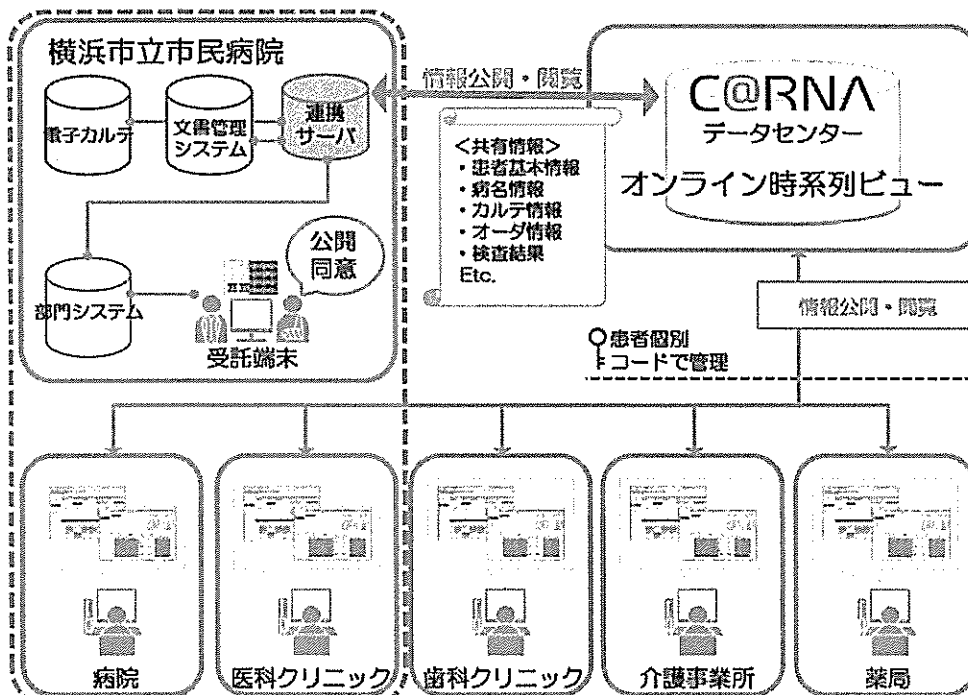 横浜市立市民病院
電子カルテ
文書管理
システム
連携
サーバ
情報公開・閲覧
C@RNA
データセンター
オンライン時系列ビュー
<共有情報>
・患者基本情報
・病名情報
・カルテ情報
・オーダ情報
・検査結果
Etc.
公開
同意
部門システム
受託端末
情報公開・閲覧
患者個別
コードで管理
病院
医科クリニック
歯科クリニック
介護事業所
薬局